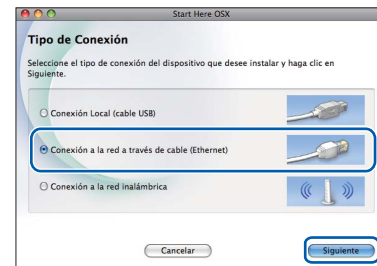 Start Here OSX
Tipo de Conexión
Seleccione el tipo de conexión del dispositivo que desee instalar y haga clic en
Siguiente.
Conexión Local (cable USB)
Conexión a la red a través de cable (Ethernet)
Conexión a la red inalámbrica
Cancelar
Siguiente